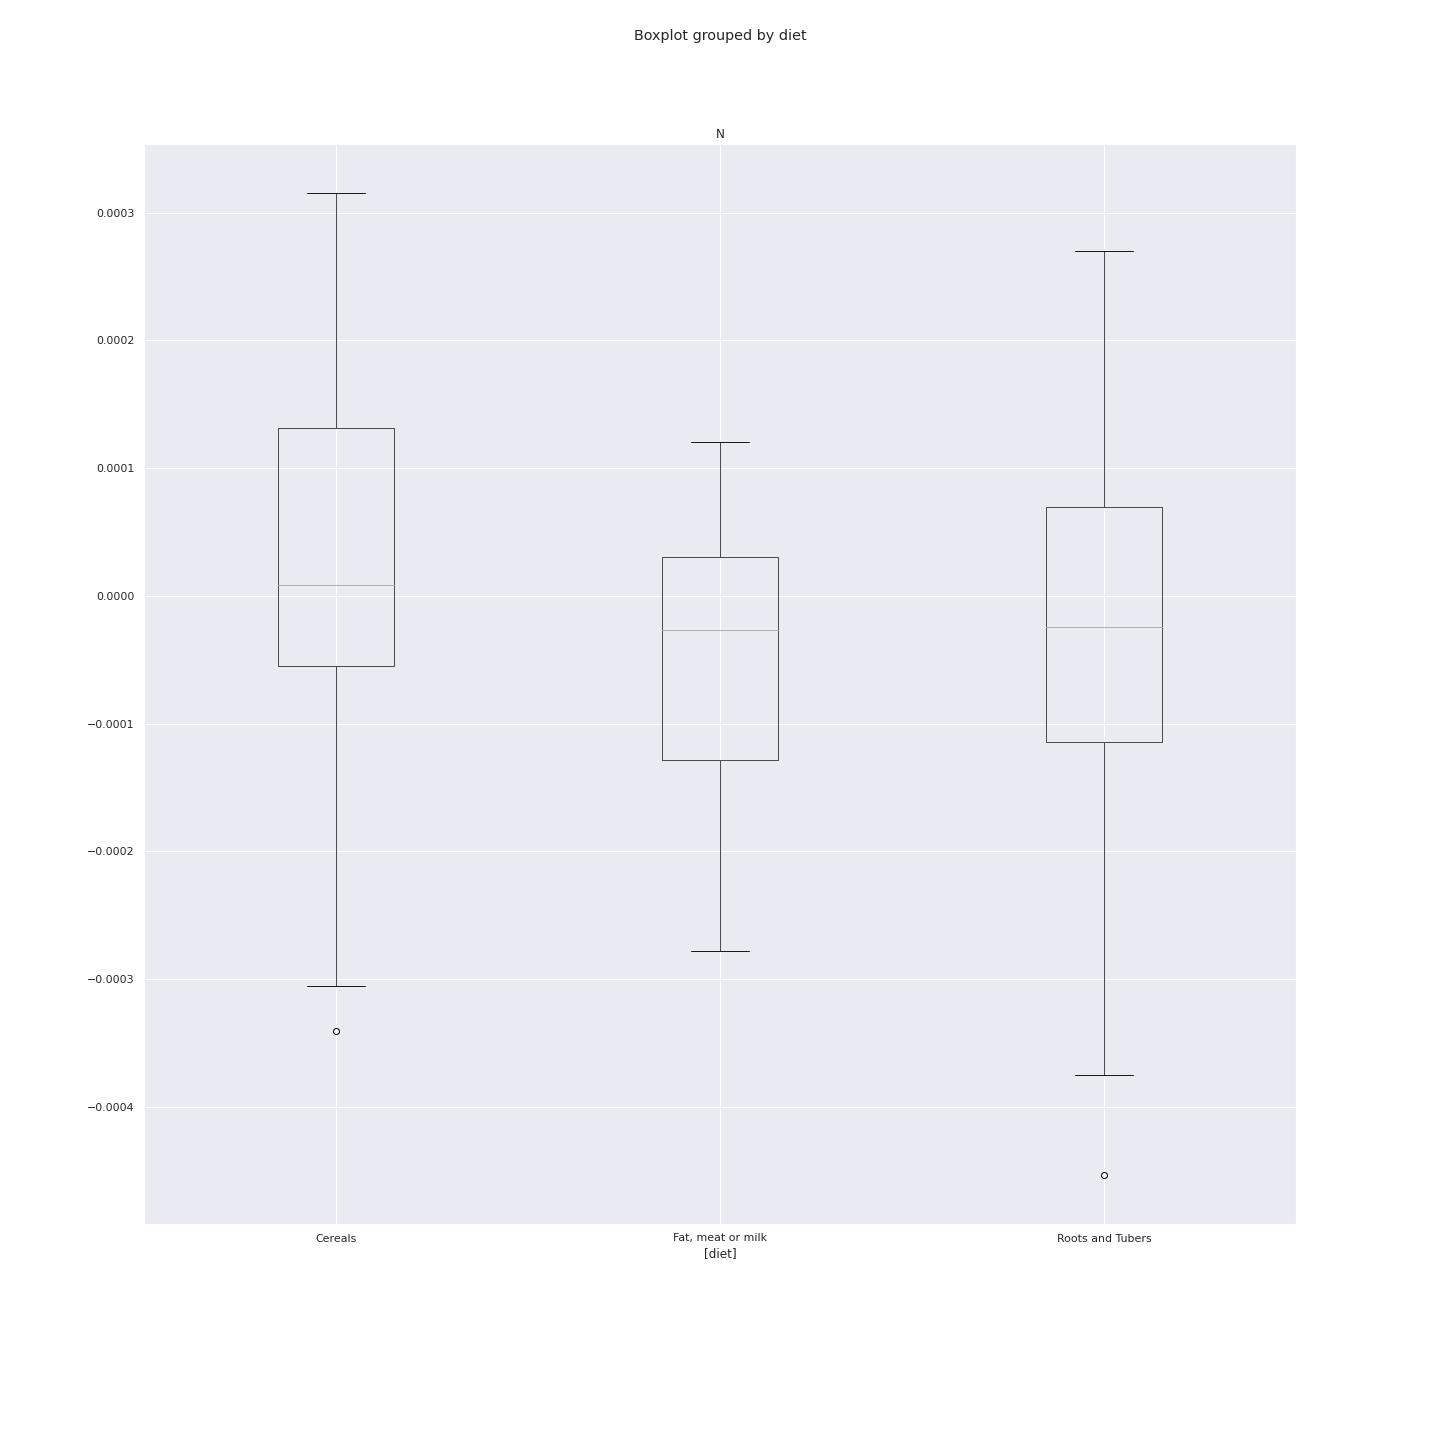 Boxplot grouped by diet
N
0.0003
0.0002
0.0001
0.0000
−0.0001
−0.0002
−0.0003
−0.0004
Cereals Fat, meat or milk Roots and Tubers
[diet]